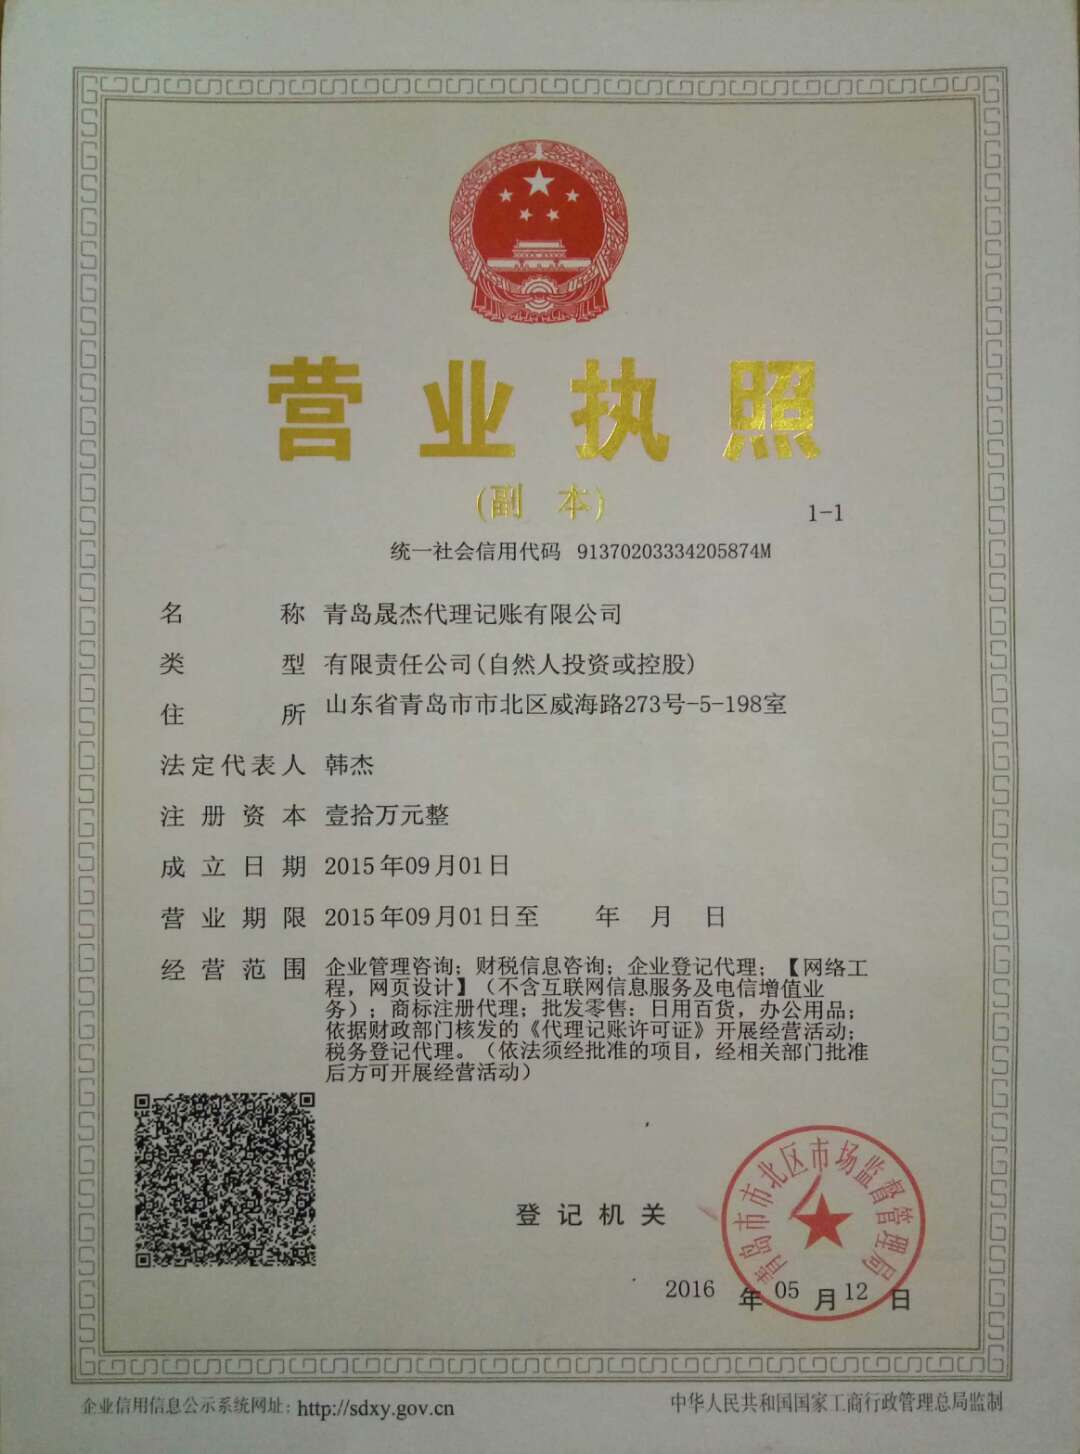 营业执照
(副 本)
1-1
统一社会信用代码 91370203334205874M
名 称 青岛晟杰代理记账有限公司
类 型 有限责任公司(自然人投资或控股)
住 所 山东省青岛市市北区威海路273号-5-198室
法定代表人 韩杰
注册资本 壹拾万元整
成立日期 2015年09月01日
营业期限 2015年09月01日至 年 月 日
经营范围 企业管理咨询；财税信息咨询；企业登记代理；【网络工
程，网页设计】（不含互联网信息服务及电信增值业
务）；商标注册代理；批发零售：日用百货，办公用品；
依据财政部门核发的《代理记账许可证》开展经营活动；
税务登记代理。（依法须经批准的项目，经相关部门批准
后方可开展经营活动）
青岛市市北区市场监督管理局
登记机关
2016 年 05 月 12 日
企业信用信息公示系统网址：http://sdxy.gov.cn
中华人民共和国国家工商行政管理总局监制